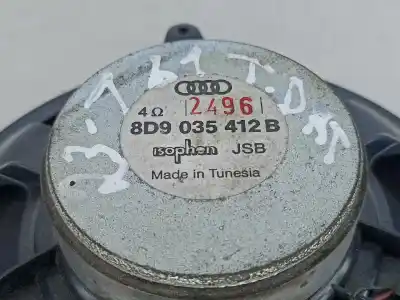 4Ω 2496
8D9 035 412 B
isophon JSB
Made in Tunesia